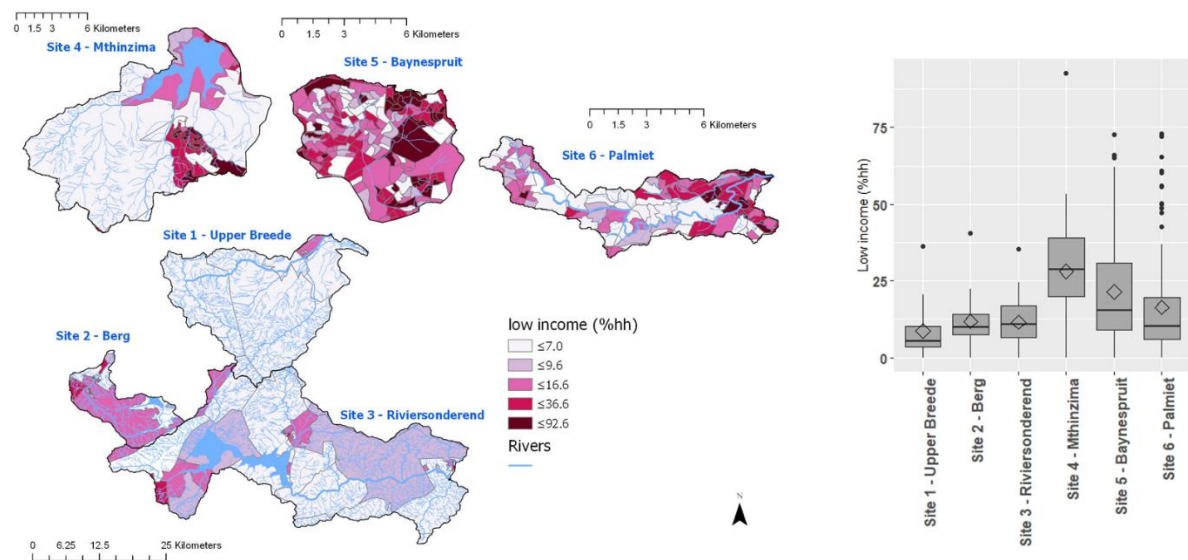 0 1.5 3 6 Kilometers
Site 4 - Mthinzima
0 1.5 3 6 Kilometers
Site 5 - Baynespruit
0 1.5 3 6 Kilometers
Site 6 - Palmiet
Site 1 - Upper Breede
Site 2 - Berg
Site 3 - Riviersonderend
0 6.25 12.5 25 Kilometers
low income (%hh)
≤7.0
≤9.6
≤16.6
≤36.6
≤92.6
Rivers
N
Low income (%hh)
75
50
25
0
Site 1 - Upper Breede
Site 2 - Berg
Site 3 - Riviersonderend
Site 4 - Mthinzima
Site 5 - Baynespruit
Site 6 - Palmiet